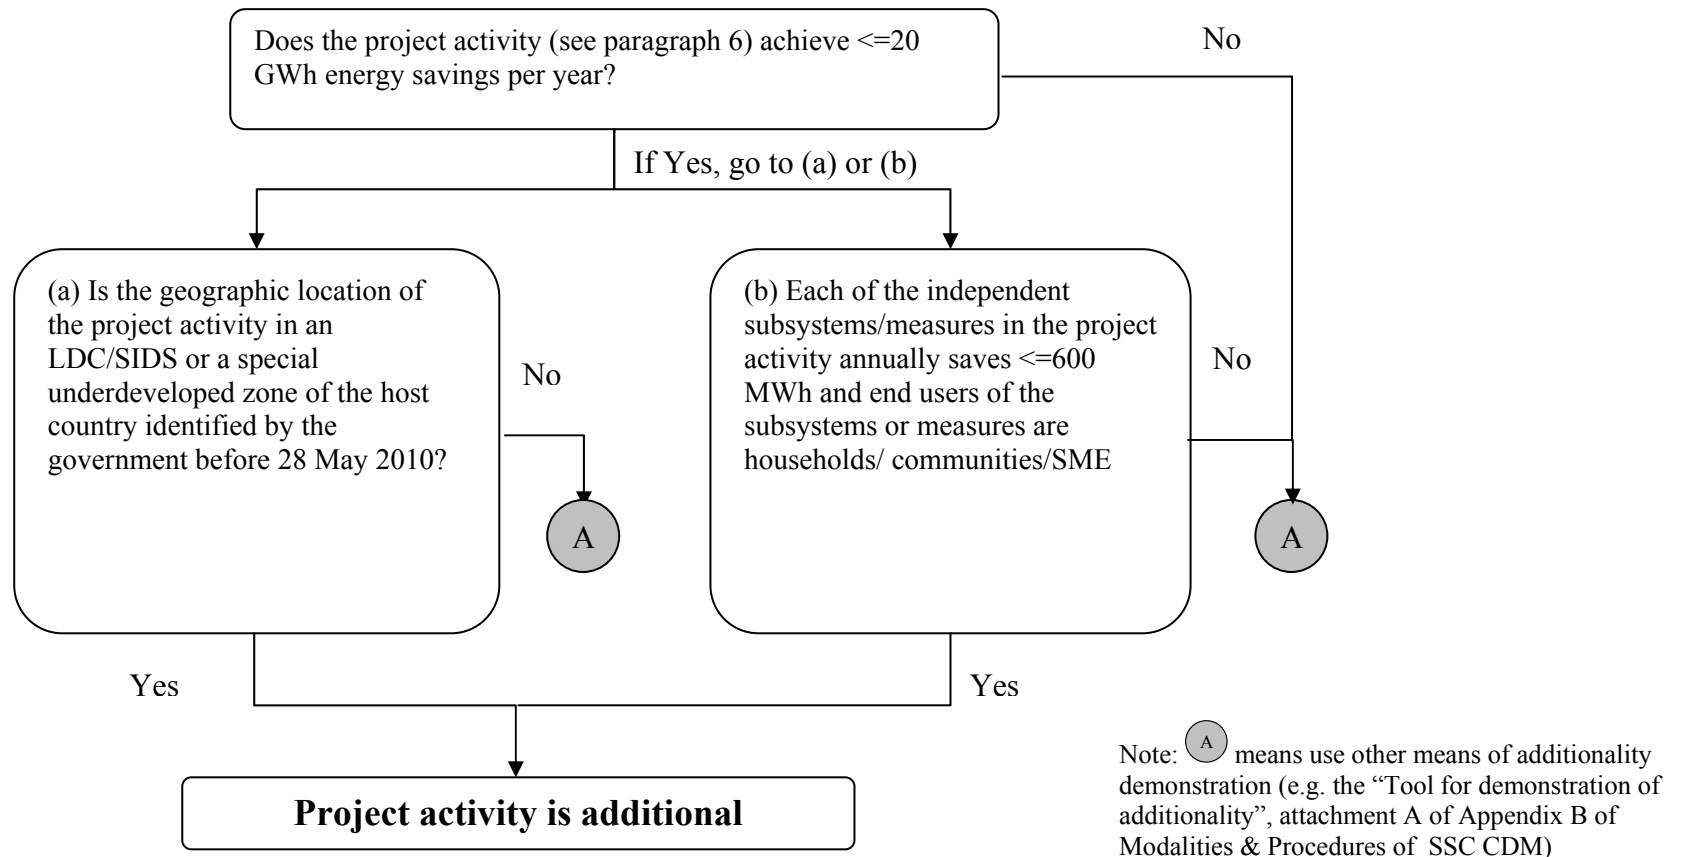 Does the project activity (see paragraph 6) achieve <=20
GWh energy savings per year?
No
If Yes, go to (a) or (b)
(a) Is the geographic location of
the project activity in an
LDC/SIDS or a special
underdeveloped zone of the host
country identified by the
government before 28 May 2010?
No
A
(b) Each of the independent
subsystems/measures in the project
activity annually saves <=600
MWh and end users of the
subsystems or measures are
households/ communities/SME
No
A
Yes
Yes
Project activity is additional
Note: A means use other means of additionality
demonstration (e.g. the “Tool for demonstration of
additionality”, attachment A of Appendix B of
Modalities & Procedures of SSC CDM)